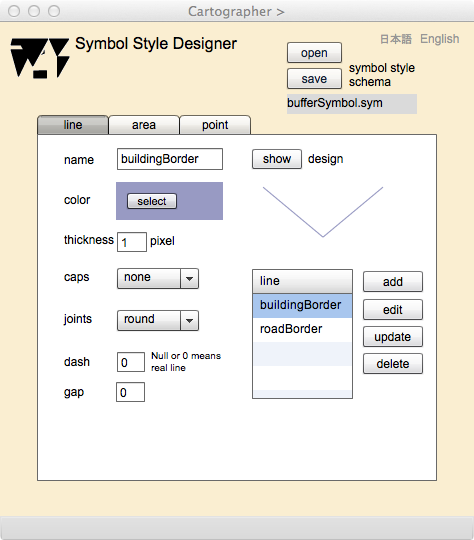 Cartographer >
日本語 English
Symbol Style Designer
open
save
symbol style
schema
bufferSymbol.sym
line area point
name buildingBorder
show design
color select
thickness 1 pixel
caps none
joints round
dash 0 Null or 0 means
real line
gap 0
line
buildingBorder
roadBorder
add
edit
update
delete